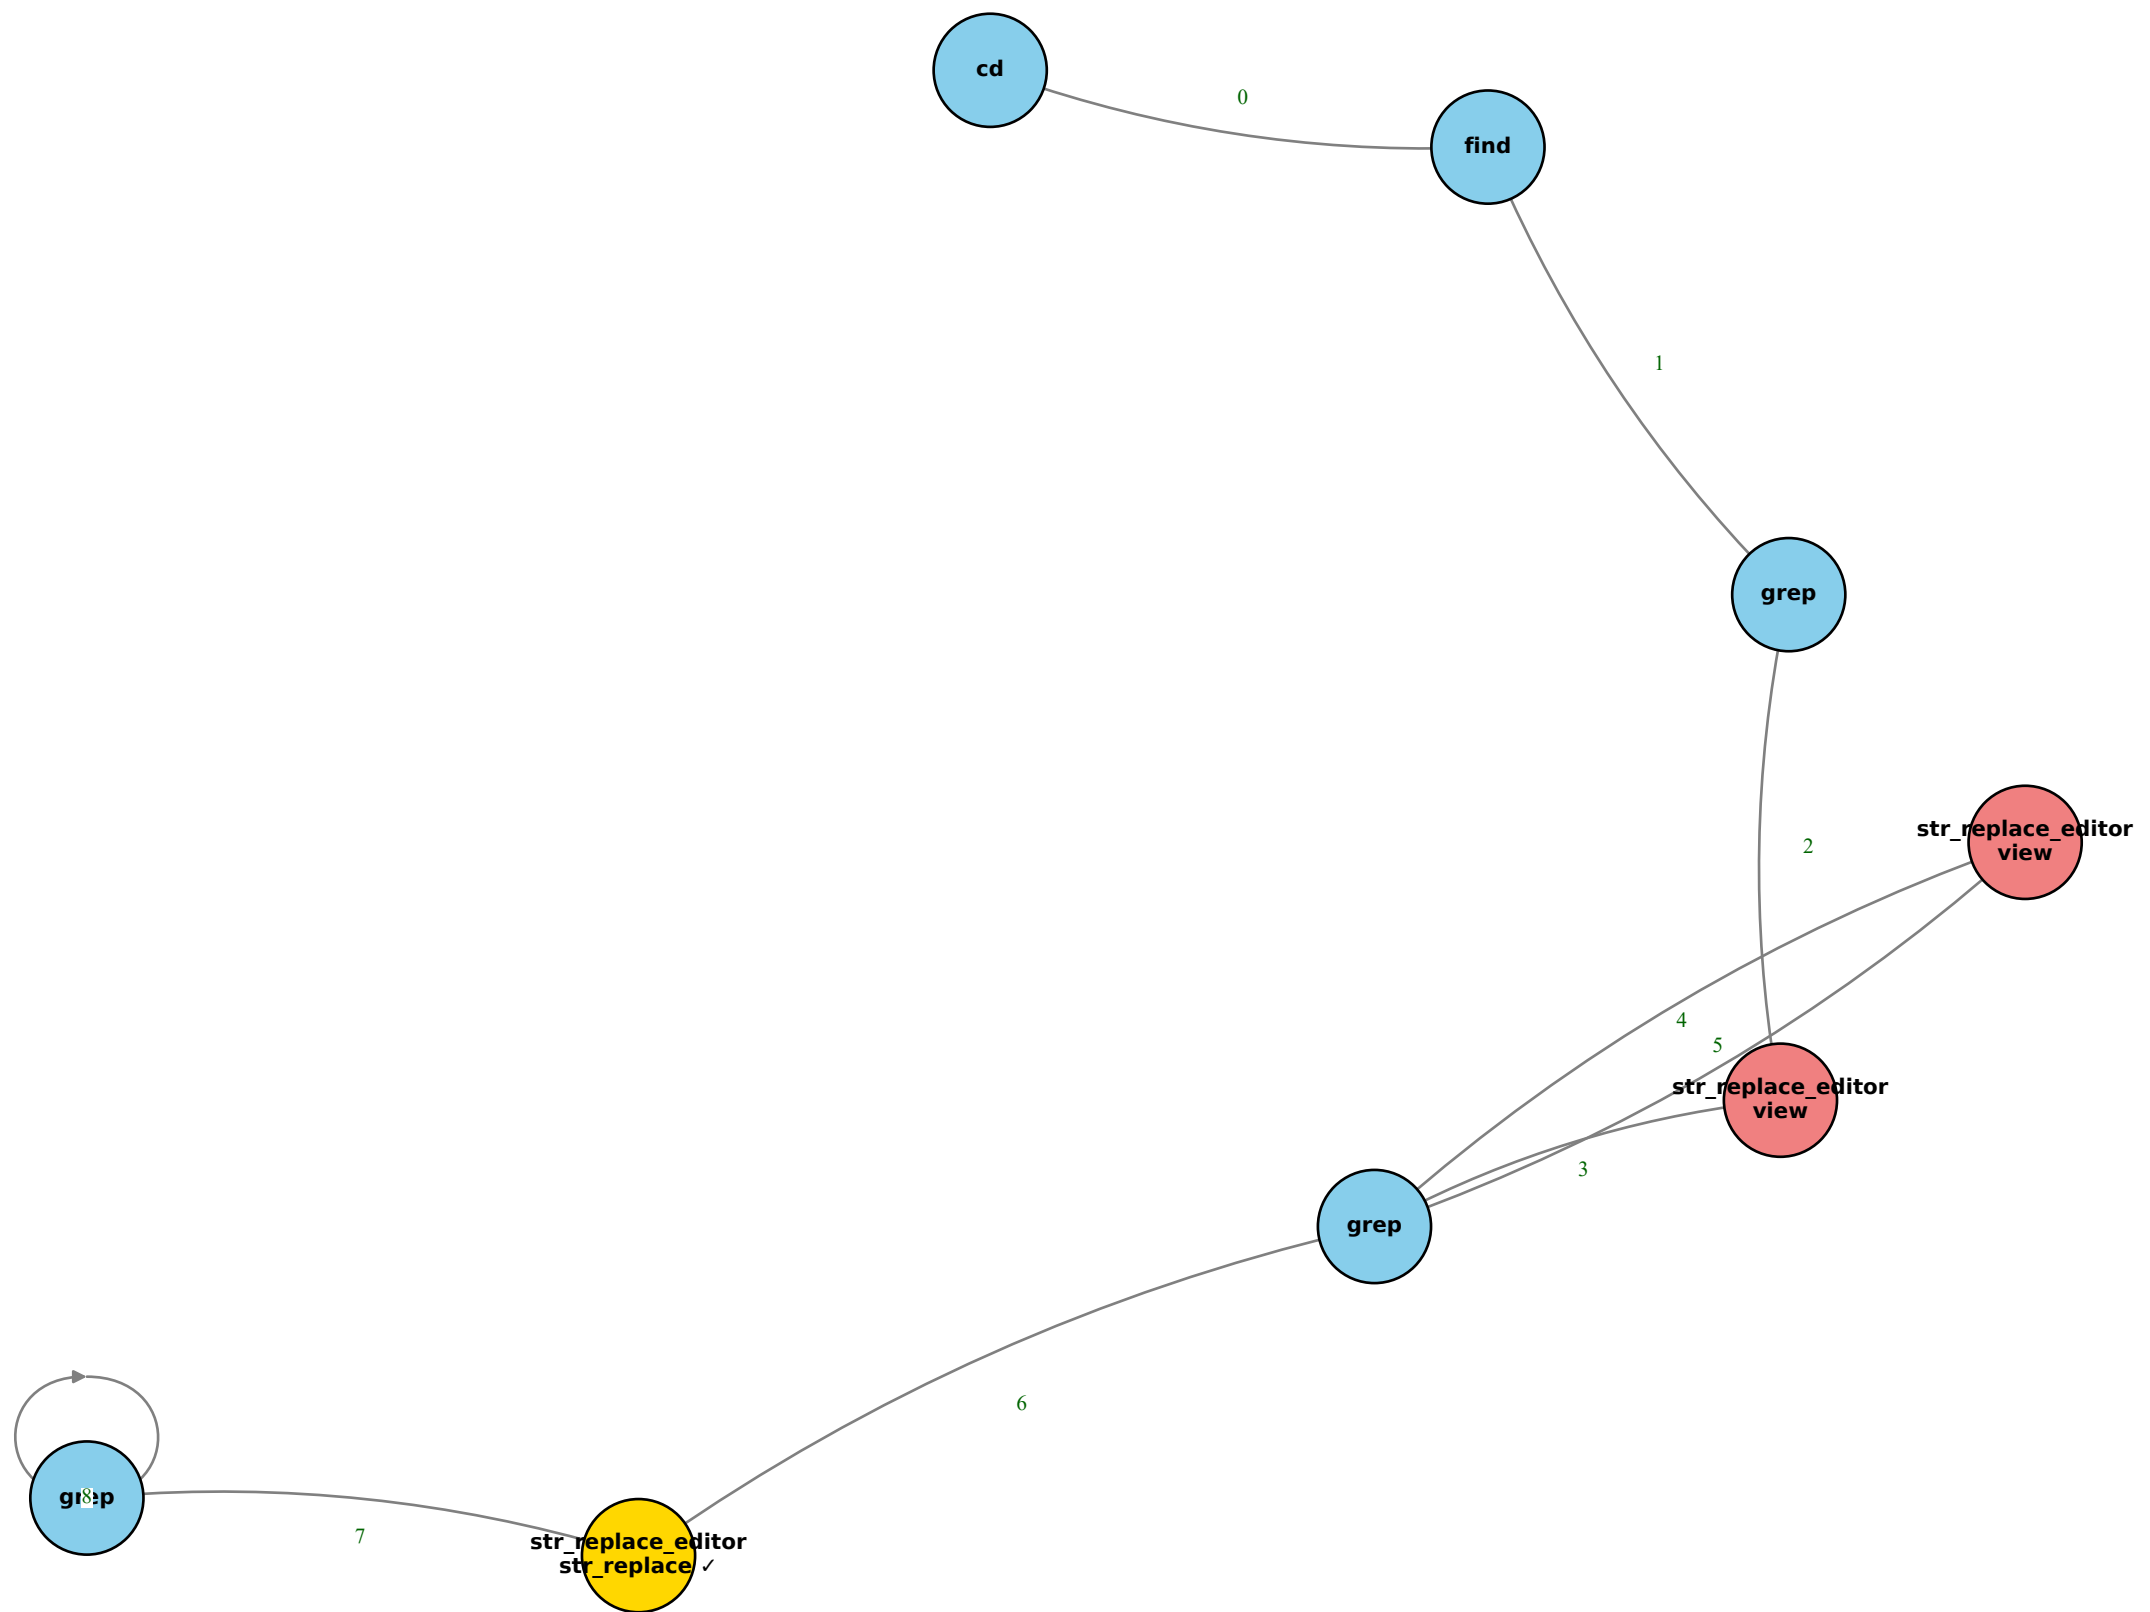 cd
0
find
1
grep
2
str_replace_editor
view
4
5
str_replace_editor
view
3
grep
6
grep
8
7
str_replace_editor
str_replace ✓